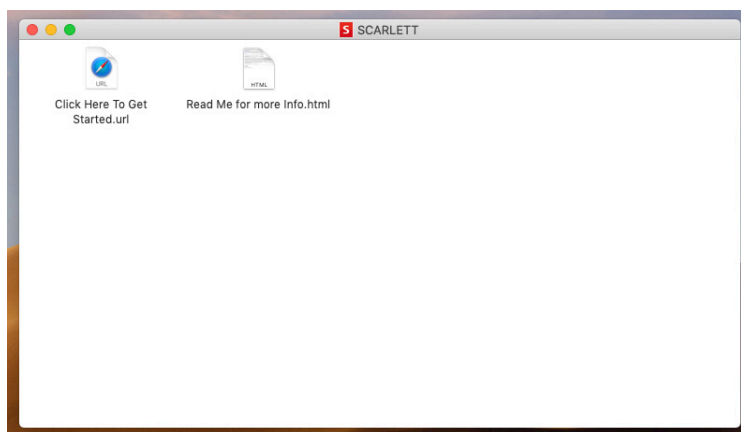 S SCARLETT
URL
HTML
Click Here To Get
Started.url
Read Me for more Info.html